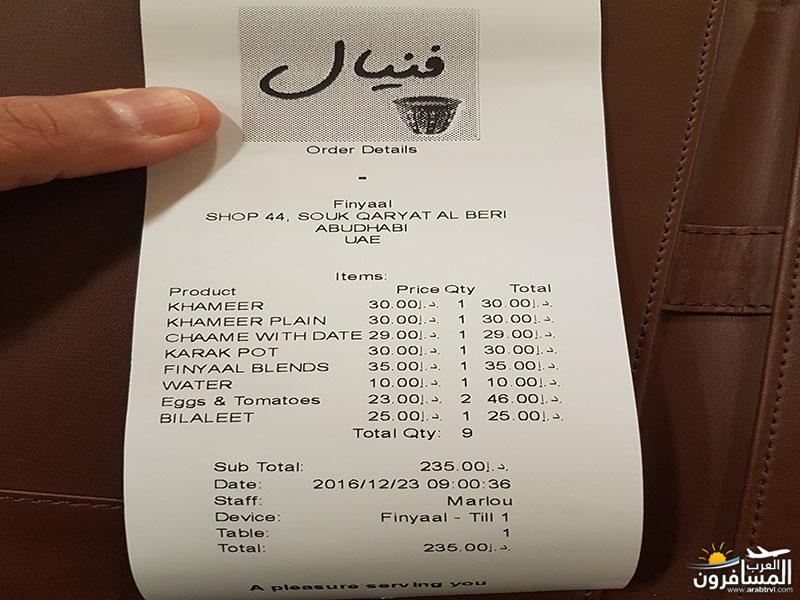 فنيال
Order Details
-
Finyaal
SHOP 44, SOUK QARYAT AL BERI
ABUDHABI
UAE
Items:
Product Price Qty Total
KHAMEER 30.00د.إ. 1 30.00د.إ.
KHAMEER PLAIN 30.00د.إ. 1 30.00د.إ.
CHAAME WITH DATE 29.00د.إ. 1 29.00د.إ.
KARAK POT 30.00د.إ. 1 30.00د.إ.
FINYAAL BLENDS 35.00د.إ. 1 35.00د.إ.
WATER 10.00د.إ. 1 10.00د.إ.
Eggs & Tomatoes 23.00د.إ. 2 46.00د.إ.
BILALEET 25.00د.إ. 1 25.00د.إ.
Total Qty: 9
Sub Total: 235.00د.إ.
Date: 2016/12/23 09:00:36
Staff: Marlou
Device: Finyaal - Till 1
Table: 1
Total: 235.00د.إ.
A pleasure serving you
العرب
المسافرون
www.arabtrvl.com